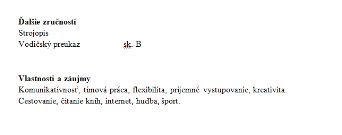 Ďalšie zručnosti
Strojopis
Vodičský preukaz sk. B
Vlastnosti a záujmy
Komunikatívnosť, tímová práca, flexibilita, príjemné vystupovanie, kreativita.
Cestovanie, čítanie kníh, internet, hudba, šport.